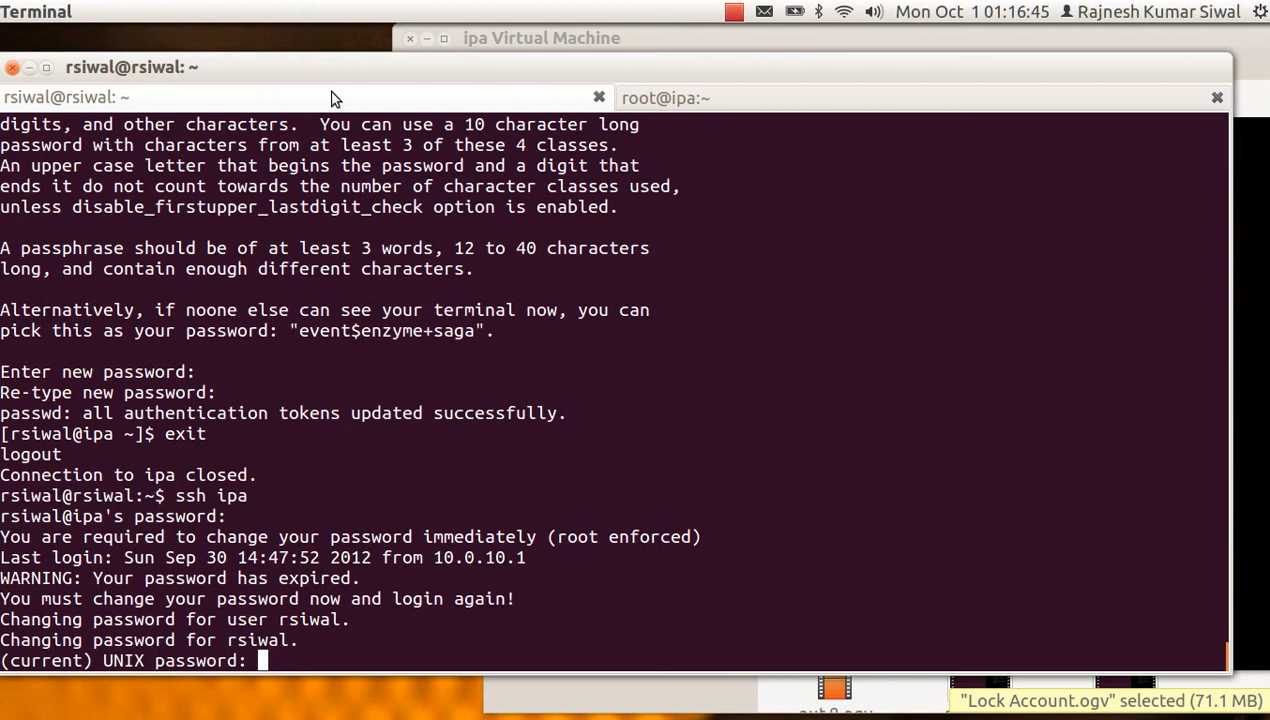 Terminal
Mon Oct 1 01:16:45
Rajnesh Kumar Siwal
ipa Virtual Machine
rsiwal@rsiwal: ~
rsiwal@rsiwal: ~
root@ipa:~
digits, and other characters.  You can use a 10 character long
password with characters from at least 3 of these 4 classes.
An upper case letter that begins the password and a digit that
ends it do not count towards the number of character classes used,
unless disable_firstupper_lastdigit_check option is enabled.
A passphrase should be of at least 3 words, 12 to 40 characters
long, and contain enough different characters.
Alternatively, if noone else can see your terminal now, you can
pick this as your password: "event$enzyme+saga".
Enter new password:
Re-type new password:
passwd: all authentication tokens updated successfully.
[rsiwal@ipa ~]$ exit
logout
Connection to ipa closed.
rsiwal@rsiwal:~$ ssh ipa
rsiwal@ipa's password:
You are required to change your password immediately (root enforced)
Last login: Sun Sep 30 14:47:52 2012 from 10.0.10.1
WARNING: Your password has expired.
You must change your password now and login again!
Changing password for user rsiwal.
Changing password for rsiwal.
(current) UNIX password:
"Lock Account.ogv" selected (71.1 MB)